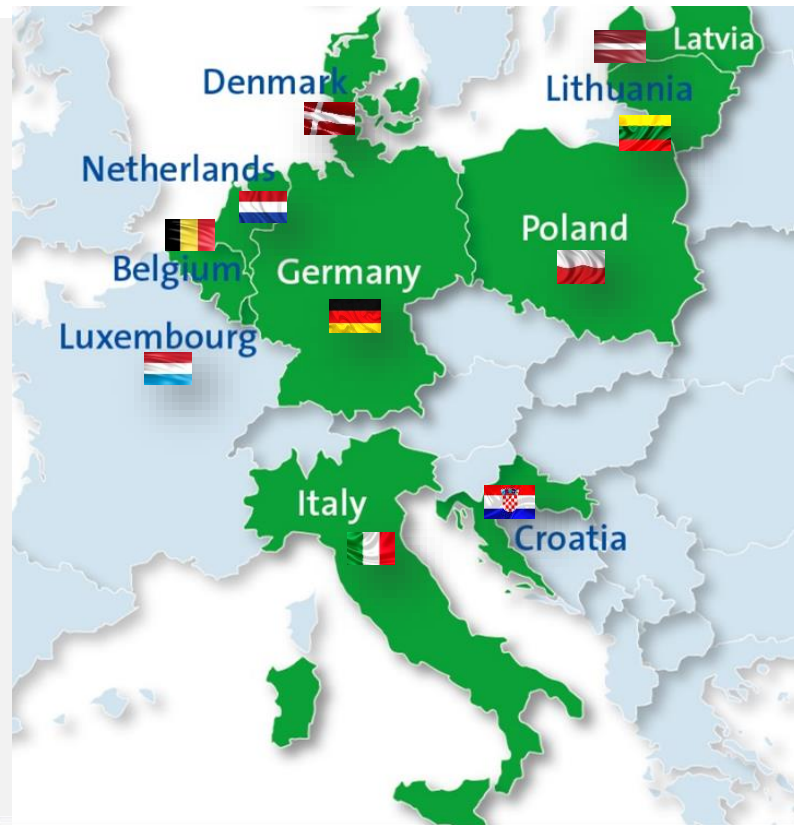 Latvia
Denmark
Lithuania
Netherlands
Poland
Belgium
Germany
Luxembourg
Italy
Croatia